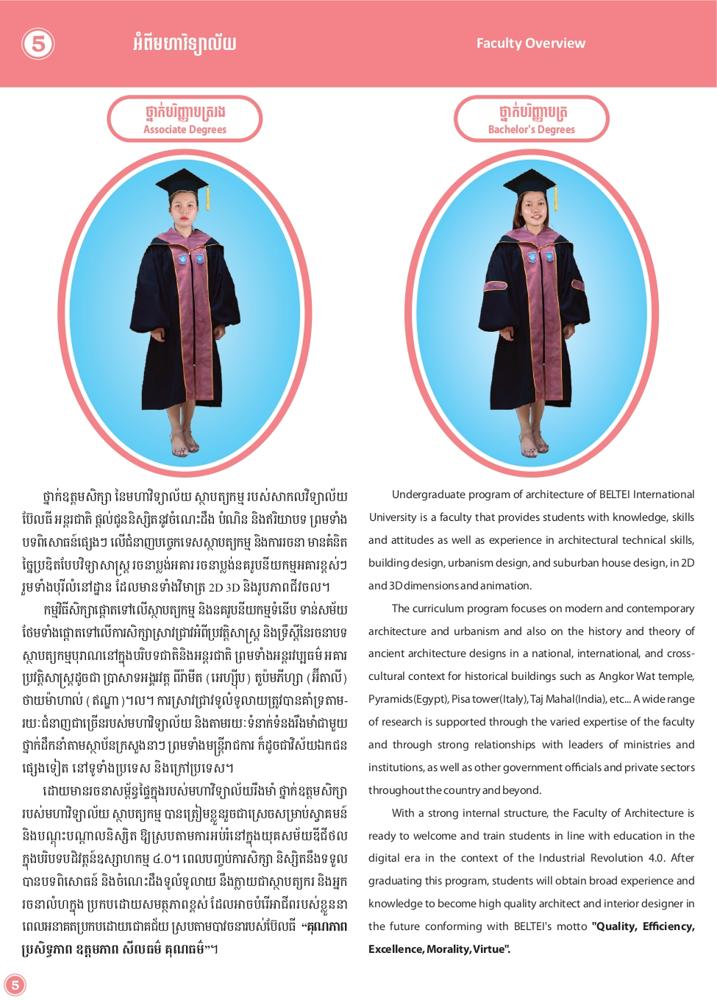 5
អំពីមហាវិទ្យាល័យ
Faculty Overview
ថ្នាក់បរិញ្ញាបត្ររង
Associate Degrees
ថ្នាក់បរិញ្ញាបត្រ
Bachelor's Degrees
ថ្នាក់ឧត្តមសិក្សា នៃមហាវិទ្យាល័យ ស្ថាបត្យកម្ម របស់សាកលវិទ្យាល័យ
ប៊ែលធី អន្តរជាតិ ផ្តល់ជូននិស្សិតនូវចំណេះដឹង បំណិន និងឥរិយាបទ ព្រមទាំង
បទពិសោធន៍ផ្សេងៗ លើជំនាញបច្ចេកទេសស្ថាបត្យកម្ម និងការរចនា មានគំនិត
ច្នៃប្រឌិតបែបវិទ្យាសាស្ត្រ រចនាប្លង់អគារ រចនាប្លង់នគរូបនីយកម្មអគារខ្ពស់ៗ
រួមទាំងបុរីលំនៅដ្ឋាន ដែលមានទាំងវិមាត្រ 2D 3D និងរូបភាពជីវចល។
កម្មវិធីសិក្សាផ្តោតទៅលើស្ថាបត្យកម្ម និងនគរូបនីយកម្មទំនើប ទាន់សម័យ
ថែមទាំងផ្តោតទៅលើការសិក្សាស្រាវជ្រាវអំពីប្រវត្តិសាស្ត្រ និងទ្រឹស្តីនៃរចនាបទ
ស្ថាបត្យកម្មបុរាណនៅក្នុងបរិបទជាតិនិងអន្តរជាតិ ព្រមទាំងអន្តរវប្បធម៌ អគារ
ប្រវត្តិសាស្ត្រដូចជា ប្រាសាទអង្គរវត្ត ពីរ៉ាមីត (អេហ្ស៊ីប) តួប៉មភីហ្សា (អ៊ីតាលី)
ថាយម៉ាហាល់ (ឥណ្ឌា)។ល។ ការស្រាវជ្រាវទូលំទូលាយត្រូវបានគាំទ្រតាម-
រយៈជំនាញជាច្រើនរបស់មហាវិទ្យាល័យ និងតាមរយៈទំនាក់ទំនងរឹងមាំជាមួយ
ថ្នាក់ដឹកនាំតាមស្ថាប័នក្រសួងនាៗ ព្រមទាំងមន្ត្រីរាជការ ក៏ដូចជាវិស័យឯកជន
ផ្សេងទៀត នៅទូទាំងប្រទេស និងក្រៅប្រទេស។
ដោយមានរចនាសម្ព័ន្ធផ្ទៃក្នុងរបស់មហាវិទ្យាល័យរឹងមាំ ថ្នាក់ឧត្តមសិក្សា
របស់មហាវិទ្យាល័យ ស្ថាបត្យកម្ម បានត្រៀមខ្លួនរួចជាស្រេចសម្រាប់ស្វាគមន៍
និងបណ្តុះបណ្តាលនិស្សិត ឱ្យស្របតាមការអប់រំនៅក្នុងយុគសម័យឌីជីថល
ក្នុងបរិបទបដិវត្តន៍ឧស្សាហកម្ម ៤.០។ ពេលបញ្ចប់ការសិក្សា និស្សិតនឹងទទួល
បានបទពិសោធន៍ និងចំណេះដឹងទូលំទូលាយ នឹងក្លាយជាស្ថាបត្យករ និងអ្នក
រចនាលំហក្នុង ប្រកបដោយសមត្ថភាពខ្ពស់ ដែលអាចបំរើអាជីពរបស់ខ្លួននា
ពេលអនាគតប្រកបដោយជោគជ័យ ស្របតាមបាវចនារបស់ប៊ែលធី “គុណភាព
ប្រសិទ្ធភាព ឧត្តមភាព សីលធម៌ គុណធម៌”។
Undergraduate program of architecture of BELTEI International
University is a faculty that provides students with knowledge, skills
and attitudes as well as experience in architectural technical skills,
building design, urbanism design, and suburban house design, in 2D
and 3D dimensions and animation.
The curriculum program focuses on modern and contemporary
architecture and urbanism and also on the history and theory of
ancient architecture designs in a national, international, and cross-
cultural context for historical buildings such as Angkor Wat temple,
Pyramids(Egypt), Pisa tower(Italy), Taj Mahal(India), etc... A wide range
of research is supported through the varied expertise of the faculty
and through strong relationships with leaders of ministries and
institutions, as well as other government officials and private sectors
throughout the country and beyond.
With a strong internal structure, the Faculty of Architecture is
ready to welcome and train students in line with education in the
digital era in the context of the Industrial Revolution 4.0. After
graduating this program, students will obtain broad experience and
knowledge to become high quality architect and interior designer in
the future conforming with BELTEI's motto "Quality, Efficiency,
Excellence, Morality, Virtue".
5